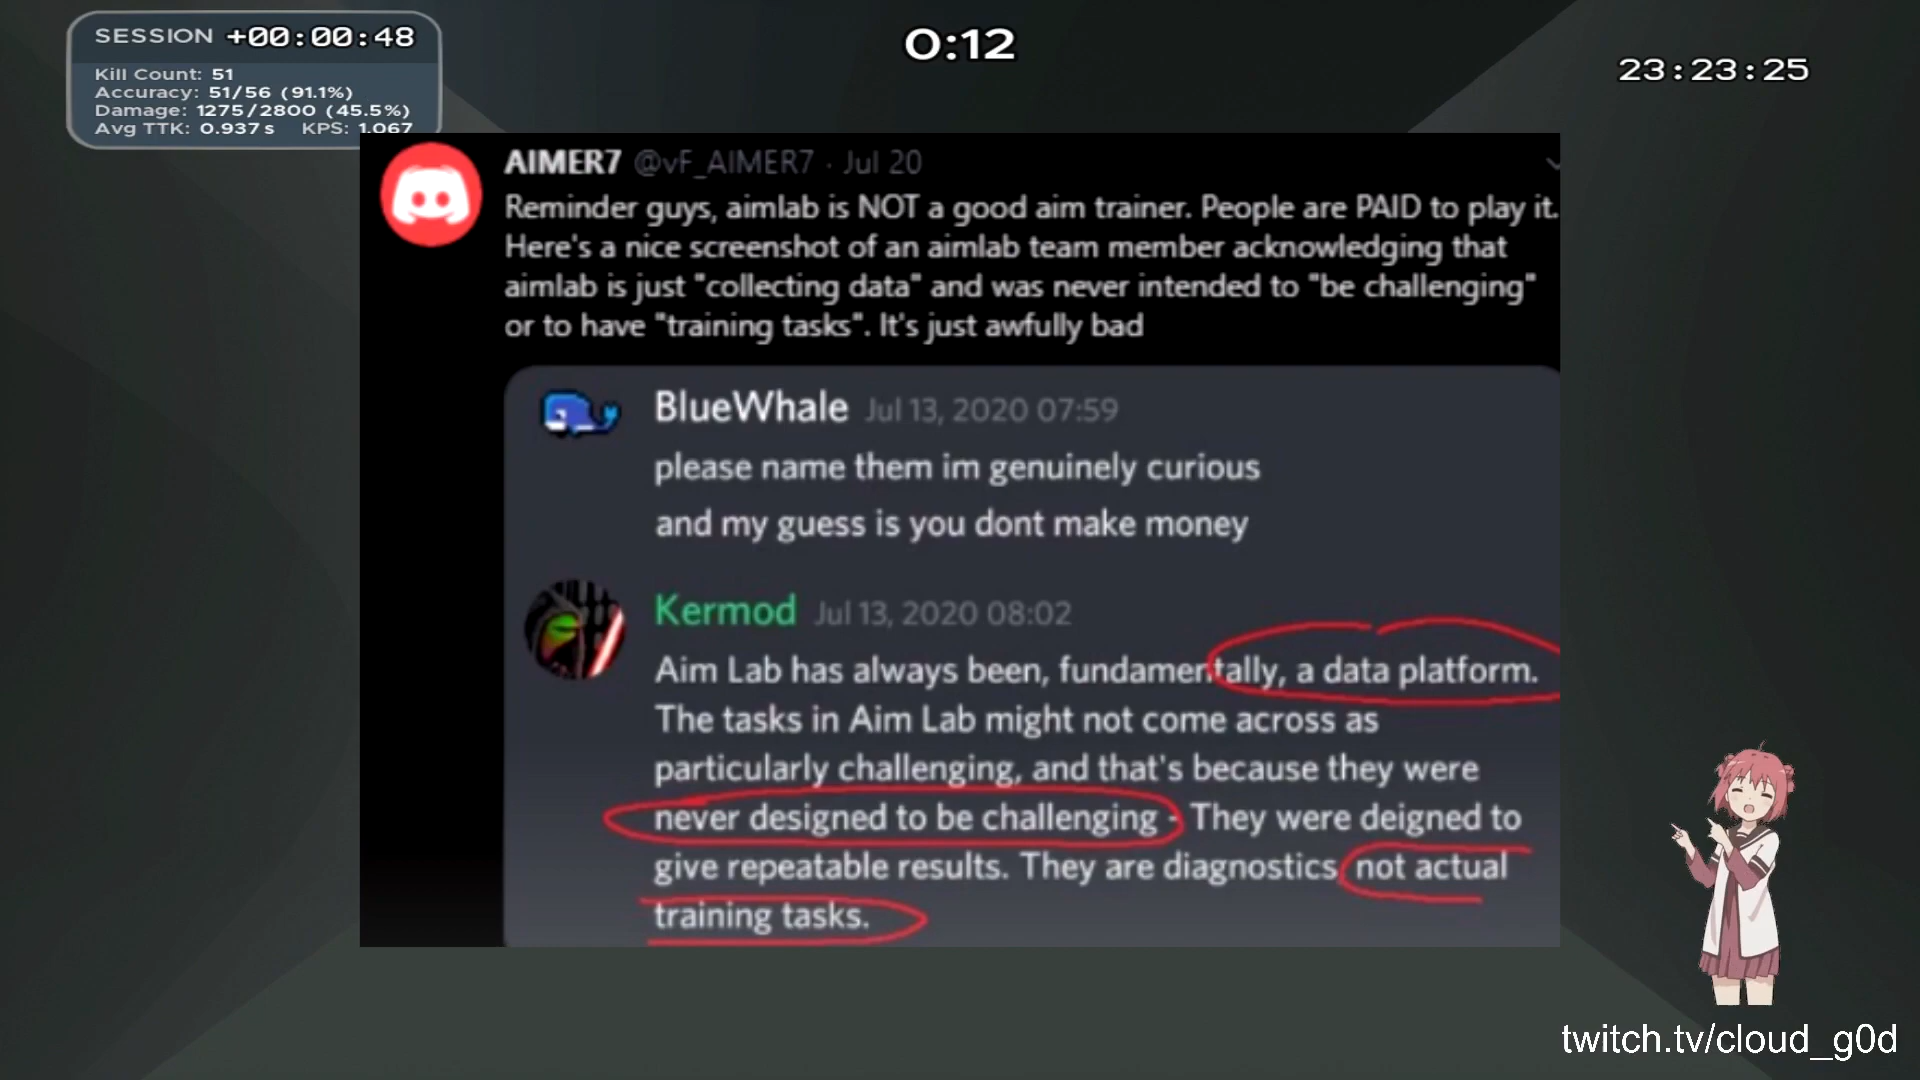 SESSION +00:00:48
Kill Count: 51
Accuracy: 51/56 (91.1%)
Damage: 1275/2800 (45.5%)
Avg TTK: 0.937s KPS: 1.067
0:12
23:23:25
AIMER7 @vF_AIMER7 · Jul 20
Reminder guys, aimlab is NOT a good aim trainer. People are PAID to play it.
Here's a nice screenshot of an aimlab team member acknowledging that
aimlab is just "collecting data" and was never intended to "be challenging"
or to have "training tasks". It's just awfully bad
BlueWhale Jul 13, 2020 07:59
please name them im genuinely curious
and my guess is you dont make money
Kermod Jul 13, 2020 08:02
Aim Lab has always been, fundamentally, a data platform.
The tasks in Aim Lab might not come across as
particularly challenging, and that's because they were
never designed to be challenging - They were deigned to
give repeatable results. They are diagnostics, not actual
training tasks.
twitch.tv/cloud_g0d